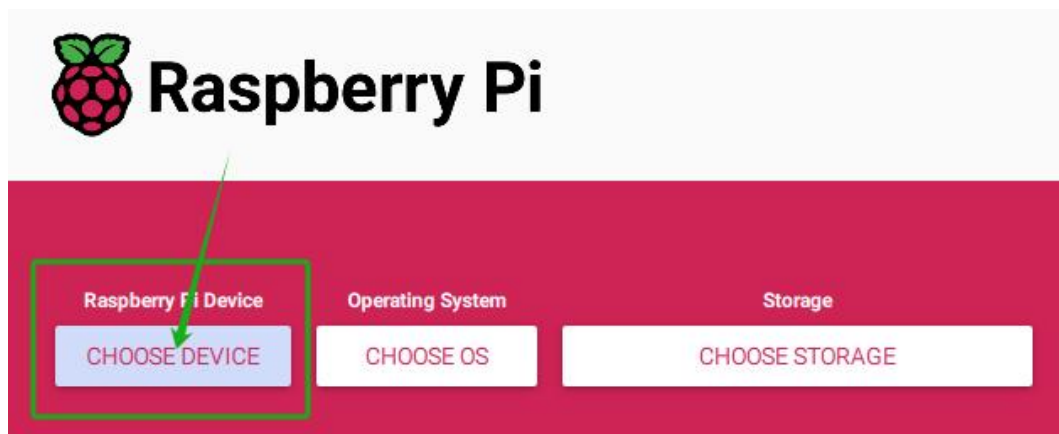 Raspberry Pi
Raspberry Pi Device
Operating System
Storage
CHOOSE DEVICE
CHOOSE OS
CHOOSE STORAGE